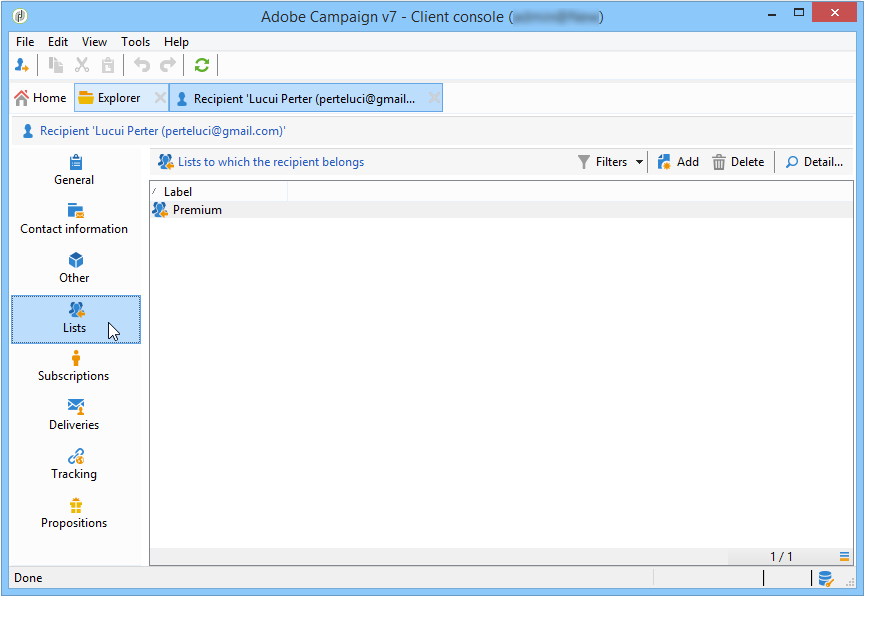 Adobe Campaign v7 - Client console ( )
File Edit View Tools Help
Home Explorer Recipient 'Lucui Perter (perteluci@gmail...
Recipient 'Lucui Perter (perteluci@gmail.com)'
General
Contact information
Other
Lists
Subscriptions
Deliveries
Tracking
Propositions
Lists to which the recipient belongs Filters Add Delete Detail...
Label
Premium
1 / 1
Done